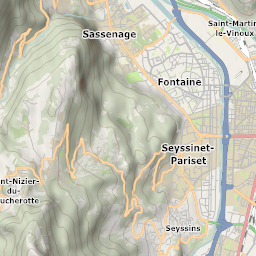 Saint-Martin-
le-Vinoux
Sassenage
Fontaine
Seyssinet-
Pariset
nt-Nizier-
du-
ucherotte
Seyssins